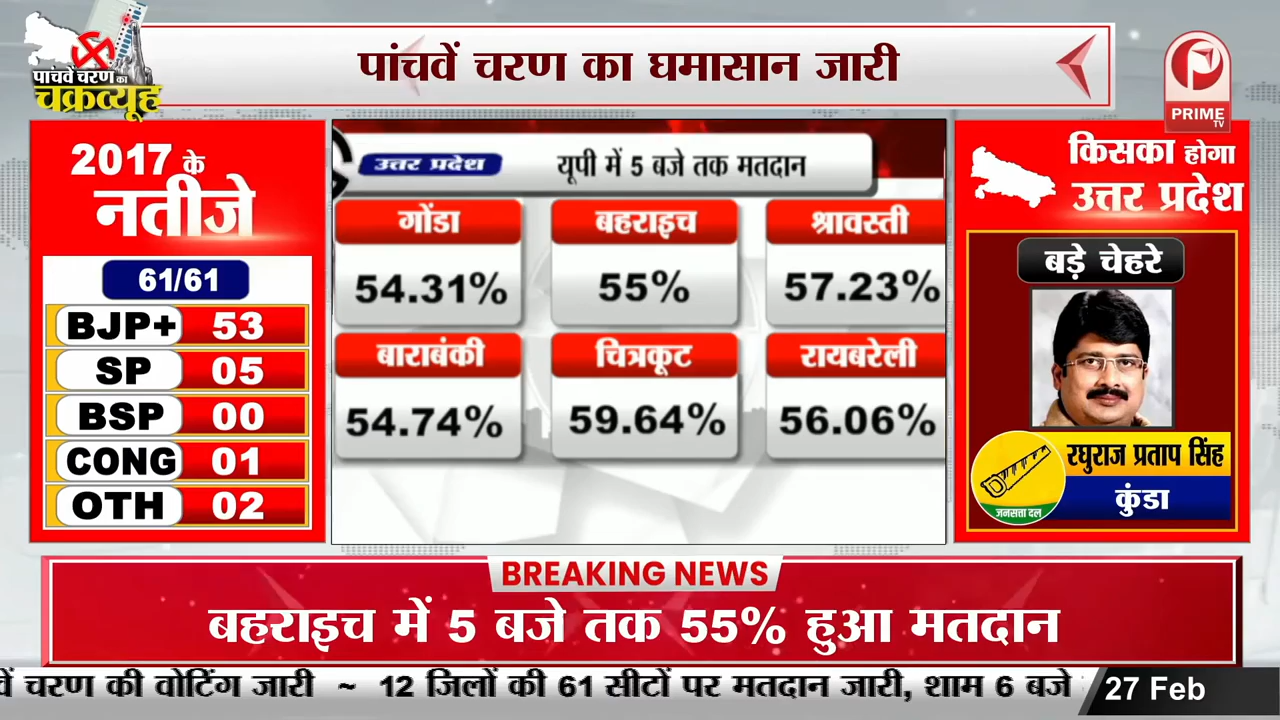 पांचवें चरण का
चक्रव्यूह
पांचवें चरण का घमासान जारी
PRIME
TV
2017 के
नतीजे
61/61
BJP+ 53
SP 05
BSP 00
CONG 01
OTH 02
उत्तर प्रदेश यूपी में 5 बजे तक मतदान
गोंडा बहराइच श्रावस्ती
54.31% 55% 57.23%
बाराबंकी चित्रकूट रायबरेली
54.74% 59.64% 56.06%
किसका होगा
उत्तर प्रदेश
बड़े चेहरे
रघुराज प्रताप सिंह
जनसत्ता दल
कुंडा
BREAKING NEWS
बहराइच में 5 बजे तक 55% हुआ मतदान
वें चरण की वोटिंग जारी ~ 12 जिलों की 61 सीटों पर मतदान जारी, शाम 6 बजे
27 Feb